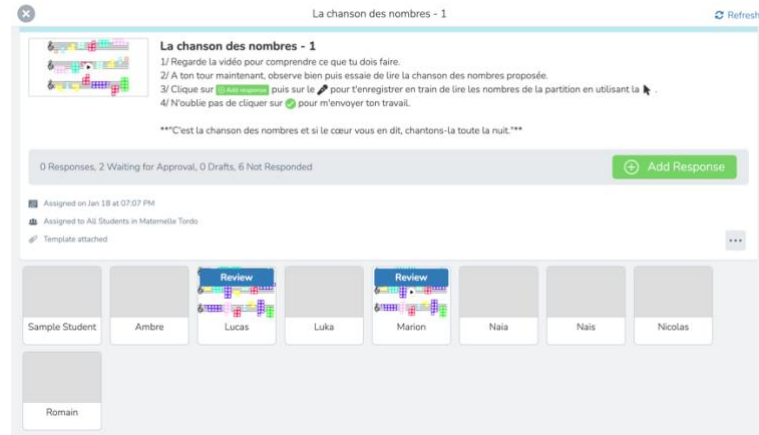 La chanson des nombres - 1
Refresh
La chanson des nombres - 1
1/ Regarde la vidéo pour comprendre ce que tu dois faire.
2/ A ton tour maintenant, observe bien puis essaie de lire la chanson des nombres proposée.
3/ Clique sur Add response puis sur le pour t'enregistrer en train de lire les nombres de la partition en utilisant la .
4/ N'oublie pas de cliquer sur pour m'envoyer ton travail.
**"C'est la chanson des nombres et si le cœur vous en dit, chantons-la toute la nuit."**
0 Responses, 2 Waiting for Approval, 0 Drafts, 6 Not Responded
Add Response
Assigned on Jan 18 at 07:07 PM
Assigned to All Students in Maternelle Tordo
Template attached
Review
Review
Sample Student
Ambre
Lucas
Luka
Marion
Naia
Nais
Nicolas
Romain